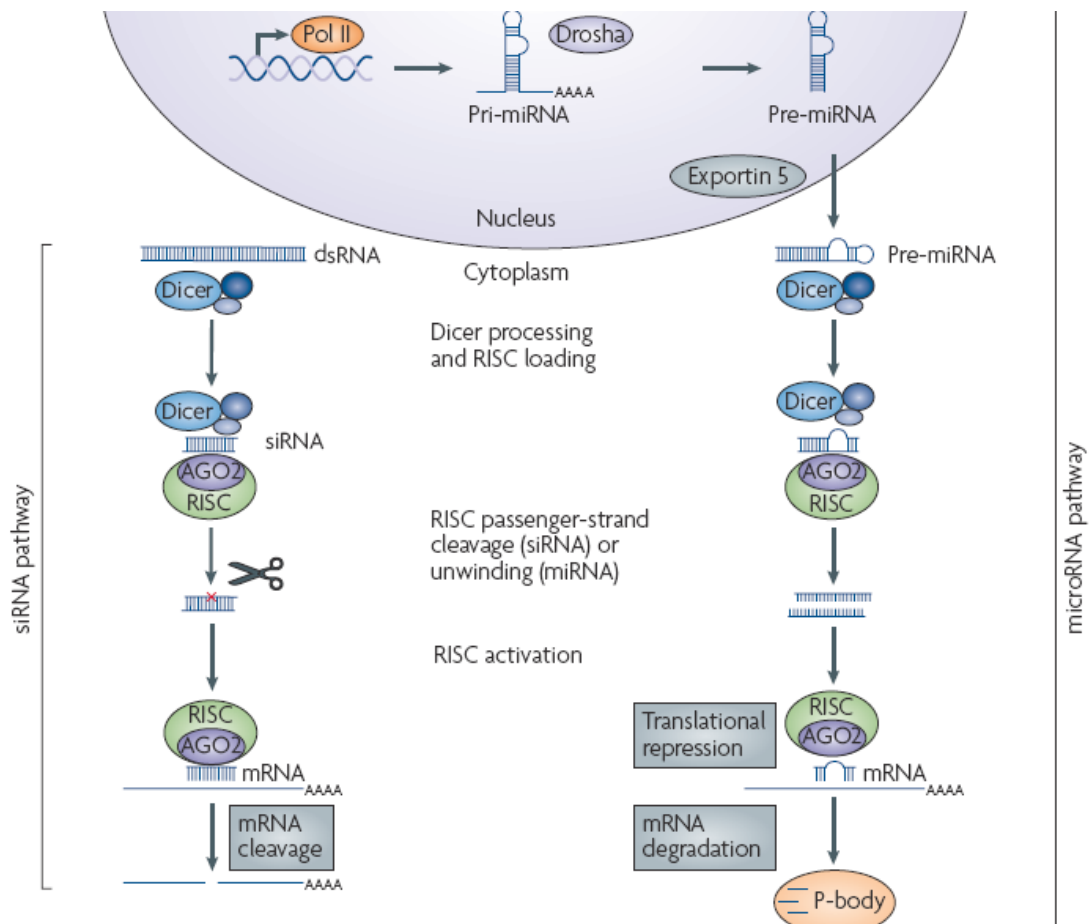 Pol II
Drosha
AAAA
Pri-miRNA
Pre-miRNA
Exportin 5
Nucleus
dsRNA
Cytoplasm
Pre-miRNA
Dicer
Dicer
Dicer processing
and RISC loading
Dicer
Dicer
siRNA
AGO2
RISC
AGO2
RISC
RISC passenger-strand
cleavage (siRNA) or
unwinding (miRNA)
siRNA pathway
microRNA pathway
RISC activation
RISC
AGO2
mRNA
AAAA
Translational
repression
RISC
AGO2
mRNA
AAAA
mRNA
cleavage
mRNA
degradation
AAAA
P-body